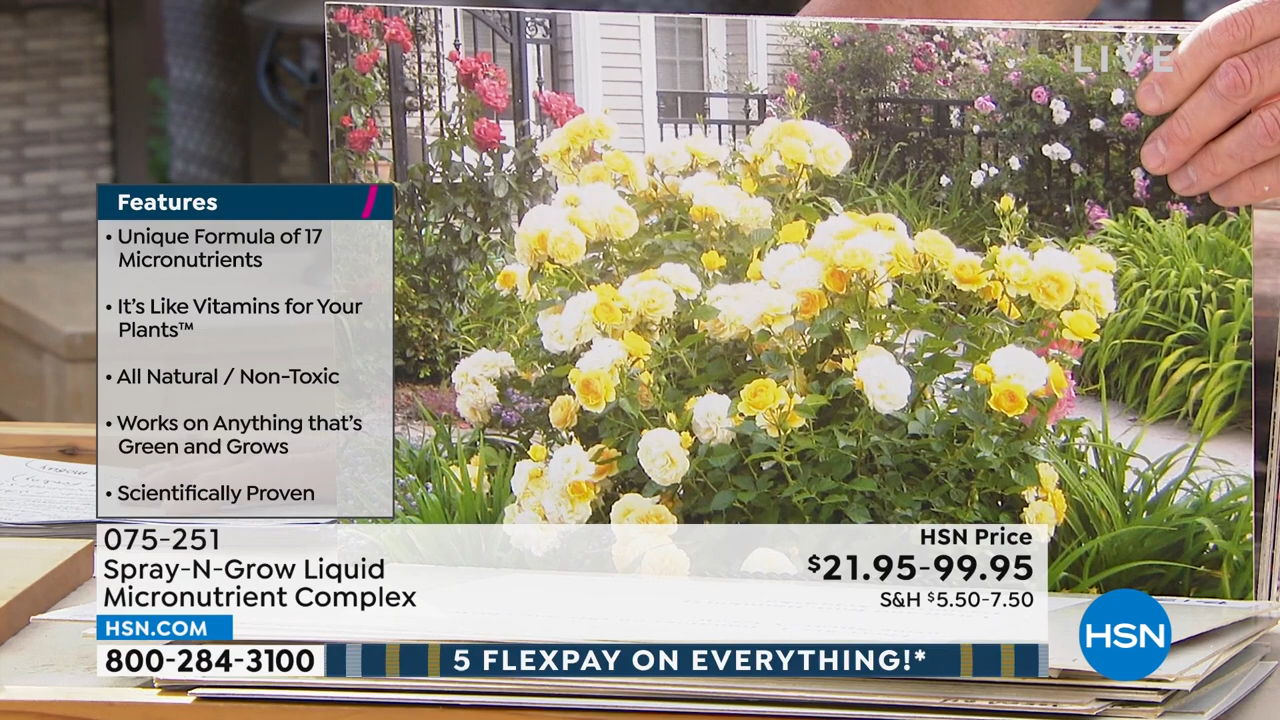 LIVE
Features
• Unique Formula of 17
Micronutrients
• It's Like Vitamins for Your
Plants™
• All Natural / Non-Toxic
• Works on Anything that's
Green and Grows
• Scientifically Proven
075-251
Spray-N-Grow Liquid
Micronutrient Complex
HSN Price
$21.95-99.95
S&H $5.50-7.50
HSN.COM
800-284-3100
5 FLEXPAY ON EVERYTHING!*
HSN